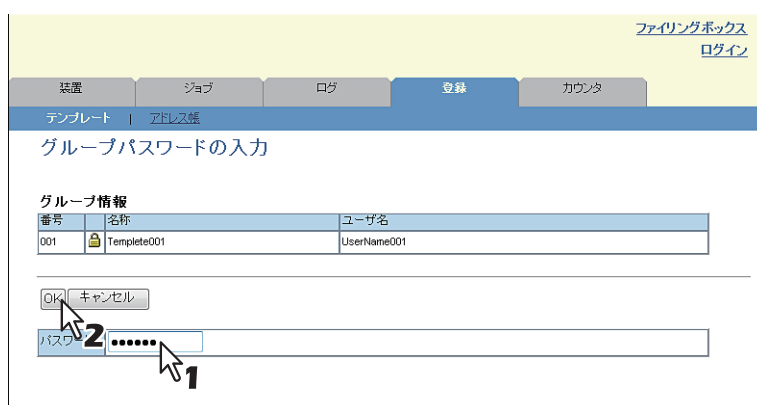 ファイリングボックス
ログイン
装置 ジョブ ログ 登録 カウンタ
テンプレート | アドレス帳
グループパスワードの入力
グループ情報
番号 名称 ユーザ名
001 Templete001 UserName001
OK キャンセル
2
パスワード ●●●●●●
1